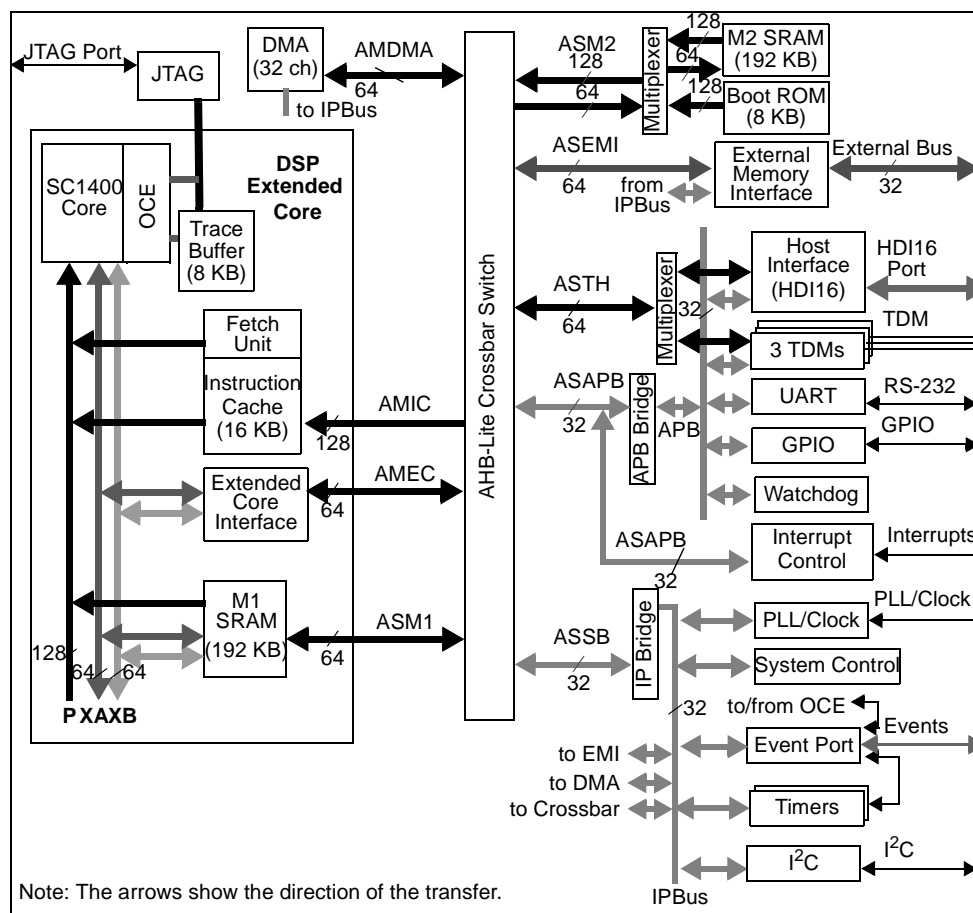 JTAG Port
JTAG
DMA
(32 ch)
to IPBus
AMDMA
64
DSP
Extended
Core
SC1400
Core
OCE
Trace
Buffer
(8 KB)
Fetch
Unit
Instruction
Cache
(16 KB)
AMIC
128
Extended
Core
Interface
AMEC
64
M1
SRAM
(192 KB)
ASM1
64
128
64
64
P XA XB
AHB-Lite Crossbar Switch
ASM2
128
64
Multiplexer
128
64
128
M2 SRAM
(192 KB)
Boot ROM
(8 KB)
ASEMI
64
from
IPBus
External
Memory
Interface
External Bus
32
ASTH
64
Multiplexer
32
Host
Interface
(HDI16)
HDI16
Port
TDM
3 TDMs
ASAPB
32
APB Bridge
APB
UART
RS-232
GPIO
GPIO
Watchdog
ASAPB
32
Interrupt
Control
Interrupts
ASSB
32
IP Bridge
32
PLL/Clock
PLL/Clock
System Control
to/from OCE
Event Port
Events
to EMI
to DMA
to Crossbar
Timers
I2C
I2C
IPBus
Note: The arrows show the direction of the transfer.